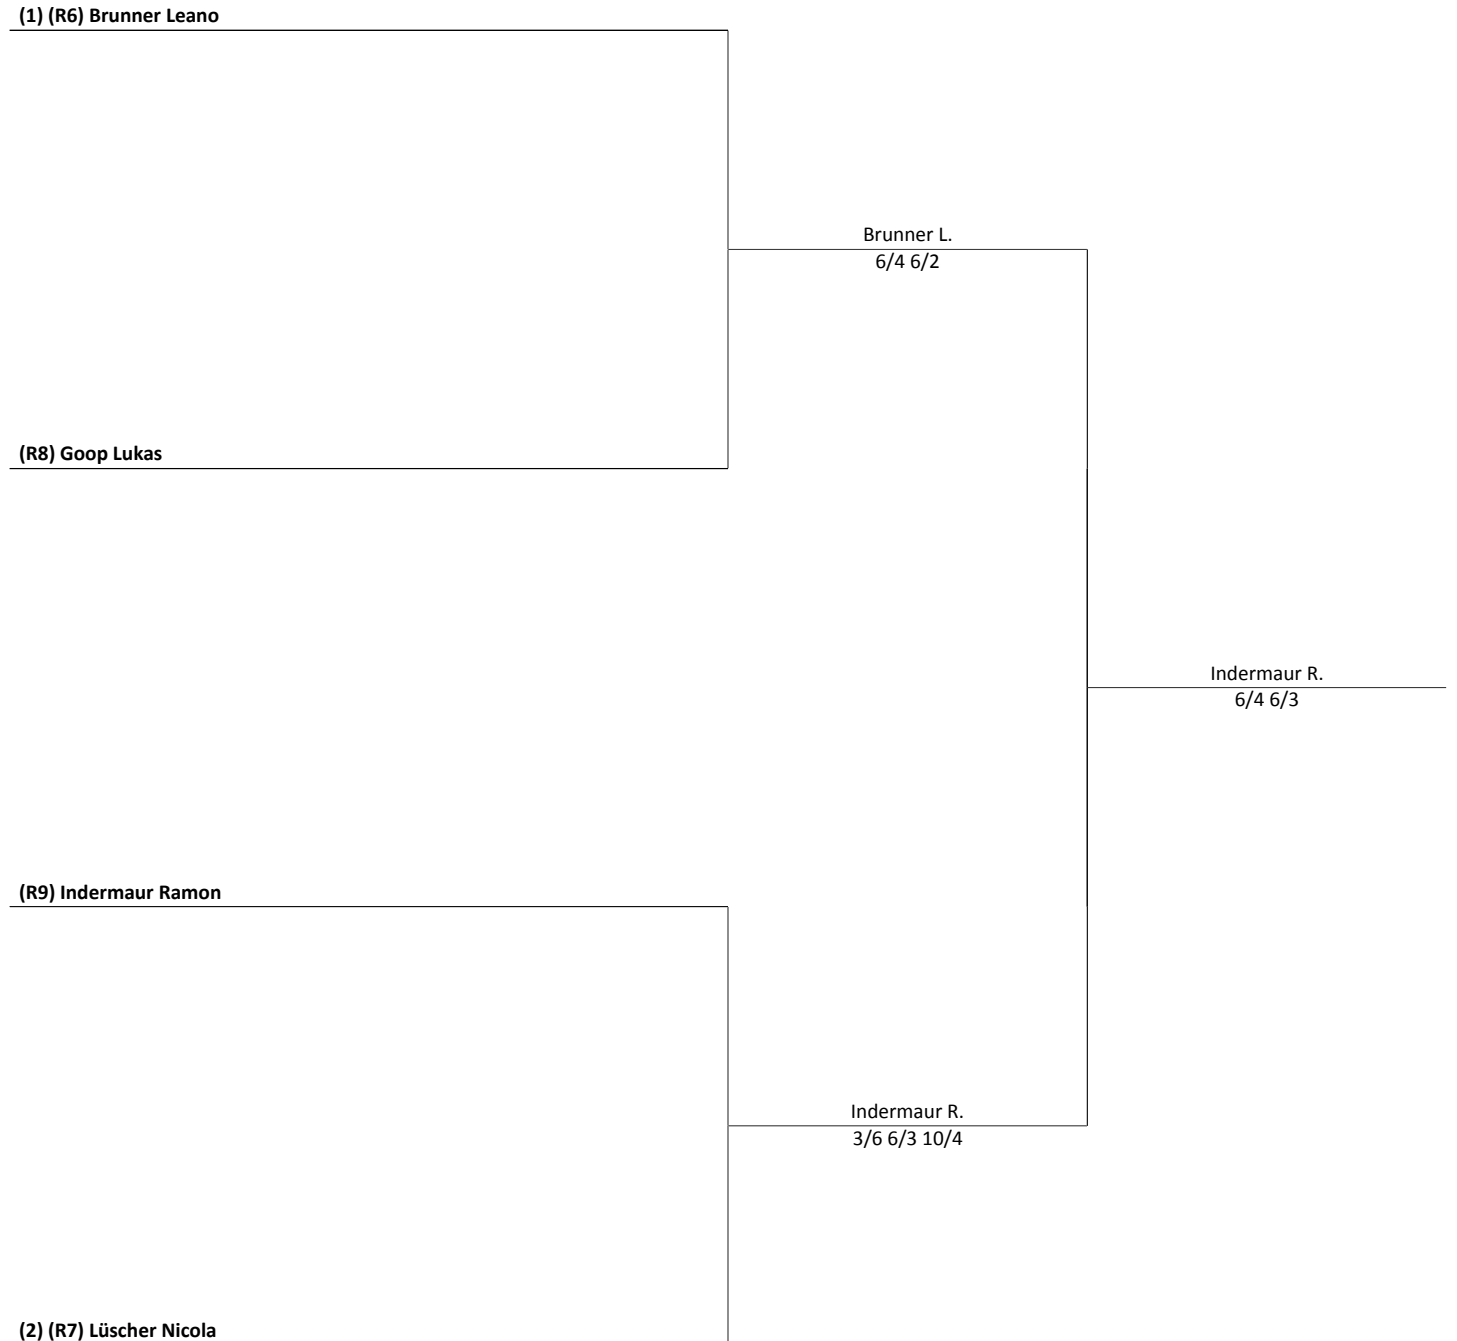 (1) (R6) Brunner Leano
Brunner L.
6/4 6/2
(R8) Goop Lukas
Indermaur R.
6/4 6/3
(R9) Indermaur Ramon
Indermaur R.
3/6 6/3 10/4
(2) (R7) Lüscher Nicola